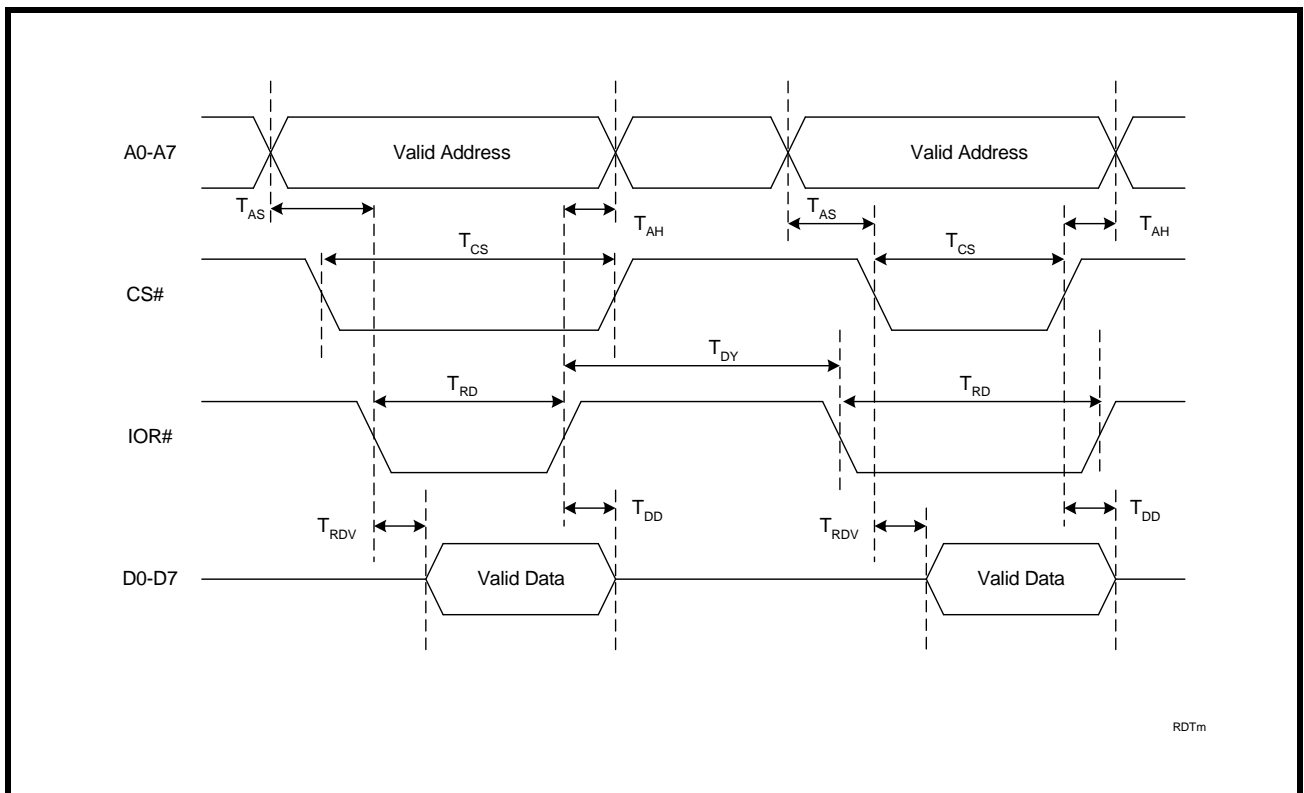 A0-A7
Valid Address
Valid Address
TAS
TAH
TAS
TAH
TCS
TCS
CS#
TDY
TRD
TRD
IOR#
TRDV
TDD
TRDV
TDD
D0-D7
Valid Data
Valid Data
RDTm